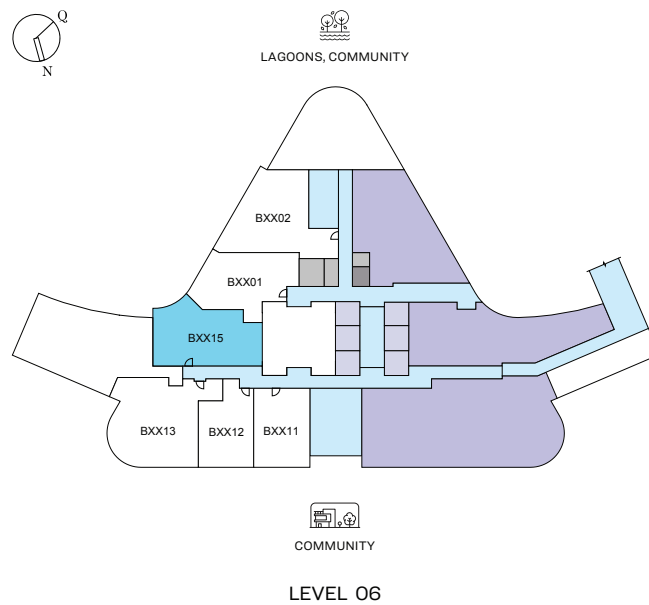 Q
N
LAGOONS, COMMUNITY
BXX02
BXX01
BXX15
BXX13
BXX12
BXX11
COMMUNITY
LEVEL 06